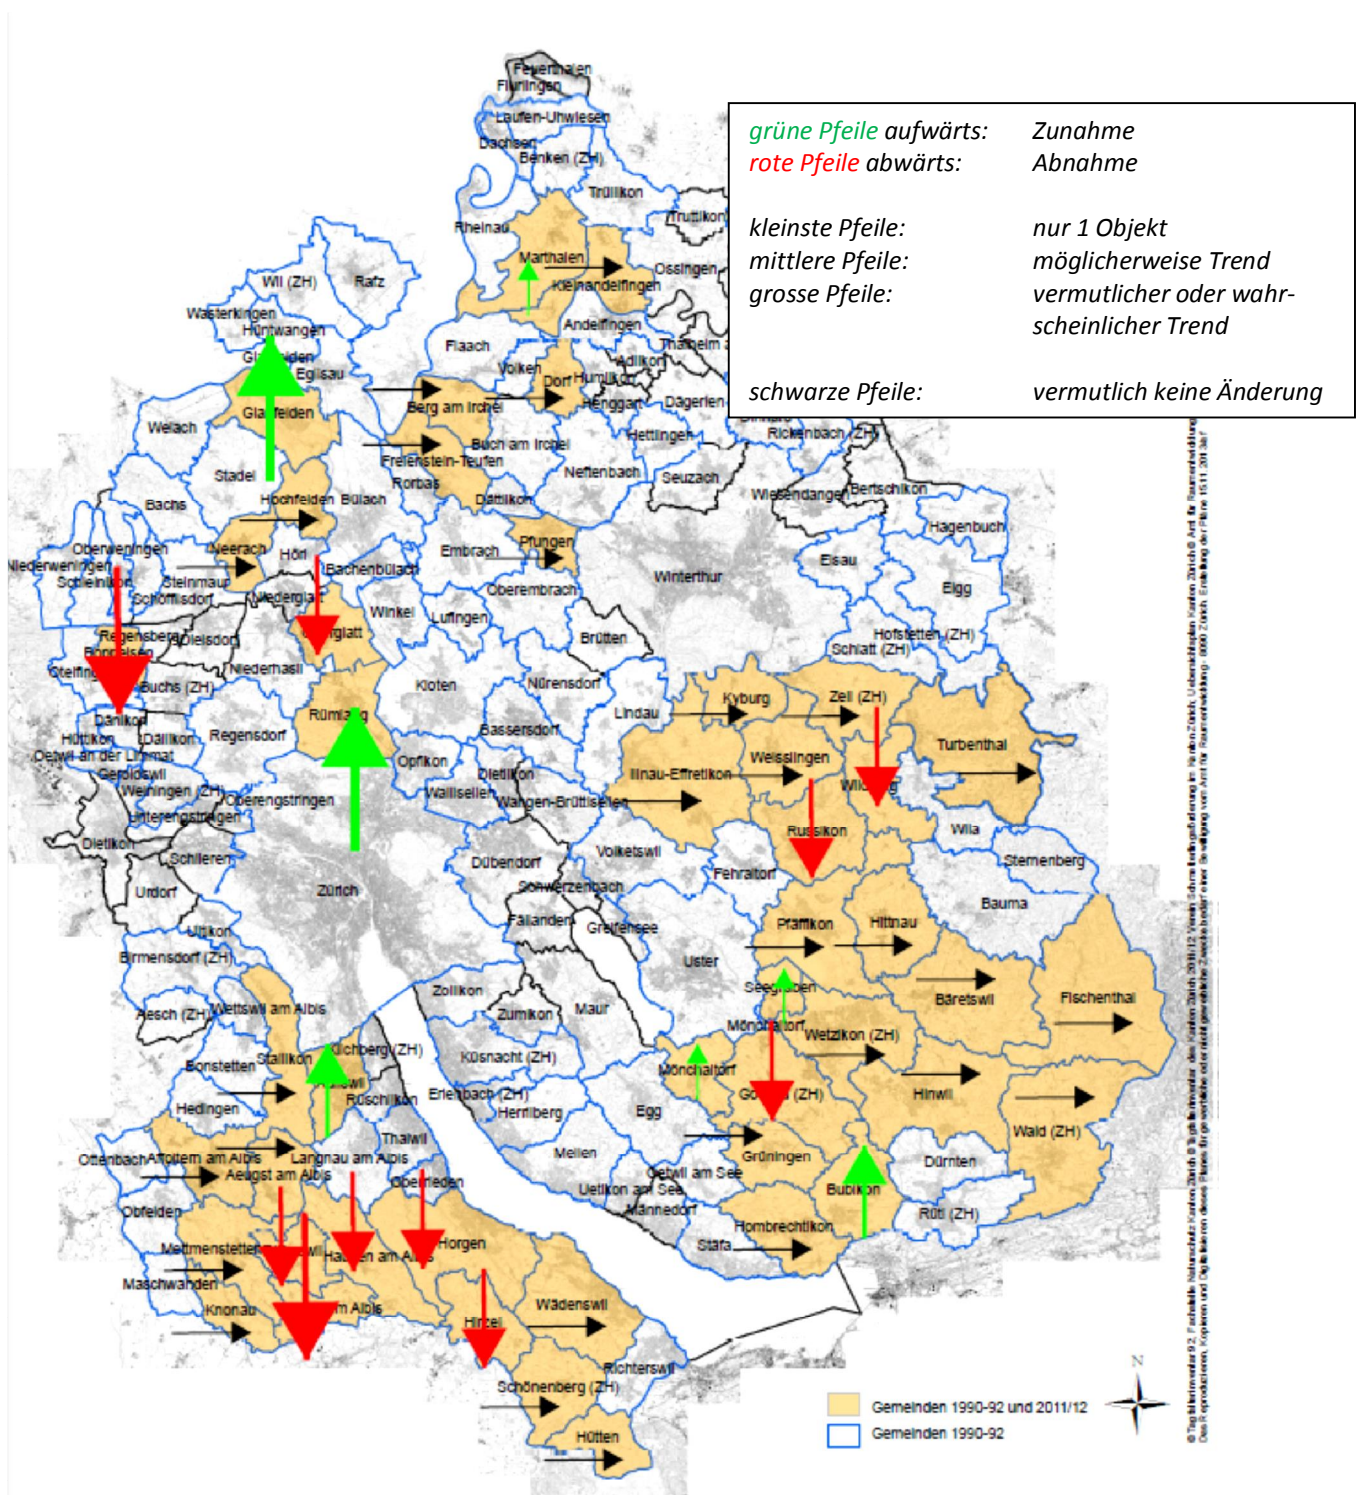 grüne Pfeile aufwärts: Zunahme
rote Pfeile abwärts: Abnahme
kleinste Pfeile: nur 1 Objekt
mittlere Pfeile: möglicherweise Trend
grosse Pfeile: vermutlicher oder wahr-
scheinlicher Trend
schwarze Pfeile: vermutlich keine Änderung
Feuerthalen
Flurlingen
Laufen-Uhwiesen
Dachsen
Benken (ZH)
Trüllikon
Truttikon
Rheinau
Marthalen
Ossingen
Kleinandelfingen
Andelfingen
Wil (ZH)
Rafz
Wasterkingen
Hüntwangen
Eglisau
Flaach
Volken
Dorf
Adlikon
Humlikon
Henggart
Dägerlen
Berg am Irchel
Buch am Irchel
Hettlingen
Rickenbach (ZH)
Weiach
Stadel
Freienstein-Teufen
Rorbas
Neftenbach
Seuzach
Dättlikon
Wiesendangen
Bertschikon
Hagenbuch
Bachs
Hochfelden
Bülach
Oberweningen
Niederweningen
Schleinikon
Steinmaur
Schöfflisdorf
Neerach
Höri
Bachenbülach
Embrach
Pfungen
Winterthur
Elsau
Elgg
Niederglatt
Winkel
Lufingen
Oberembrach
Brütten
Hofstetten (ZH)
Schlatt (ZH)
Regensberg
Dielsdorf
Boppelsen
Niederhasli
Buchs (ZH)
Kloten
Nürensdorf
Lindau
Kyburg
Zell (ZH)
Turbenthal
Dänikon
Hüttikon
Dällikon
Regensdorf
Rümlang
Bassersdorf
Oetwil an der Limmat
Geroldswil
Weiningen (ZH)
Unterengstringen
Oberengstringen
Opfikon
Wallisellen
Dietlikon
Wangen-Brüttisellen
Illnau-Effretikon
Weisslingen
Russikon
Wila
Sternenberg
Bauma
Dietikon
Schlieren
Urdorf
Zürich
Dübendorf
Volketswil
Fehraltorf
Schwerzenbach
Fällanden
Greifensee
Pfäffikon
Hittnau
Uitikon
Birmensdorf (ZH)
Uster
Seegräben
Bäretswil
Fischenthal
Aesch (ZH)
Wettswil am Albis
Zollikon
Zumikon
Maur
Mönchaltorf
Wetzikon (ZH)
Bonstetten
Stallikon
Kilchberg (ZH)
Rüschlikon
Küsnacht (ZH)
Erlenbach (ZH)
Herrliberg
Mönchaltorf
Hinwil
Hedingen
Egg
Thalwil
Wald (ZH)
Ottenbach
Affoltern am Albis
Aeugst am Albis
Langnau am Albis
Oberrieden
Meilen
Oetwil am See
Uetikon am See
Männedorf
Grüningen
Dürnten
Bubikon
Rüti (ZH)
Obfelden
Mettmenstetten
Maschwanden
Knonau
Horgen
Stäfa
Hombrechtikon
Wädenswil
Richterswil
Schönenberg (ZH)
Hütten
N
Gemeinden 1990-92 und 2011/12
Gemeinden 1990-92